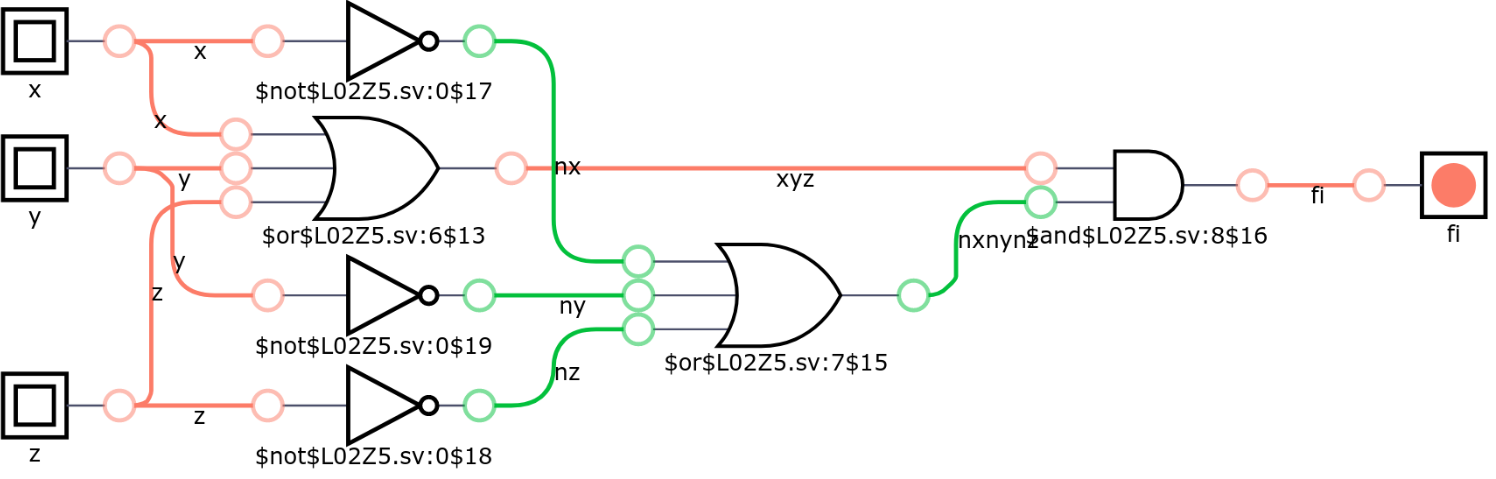 x
x
$not$L02Z5.sv:0$17
x
y
y
nx
xyz
$or$L02Z5.sv:6$13
y
z
nxnynz
$and$L02Z5.sv:8$16
fi
fi
ny
$not$L02Z5.sv:0$19
$or$L02Z5.sv:7$15
nz
z
z
$not$L02Z5.sv:0$18